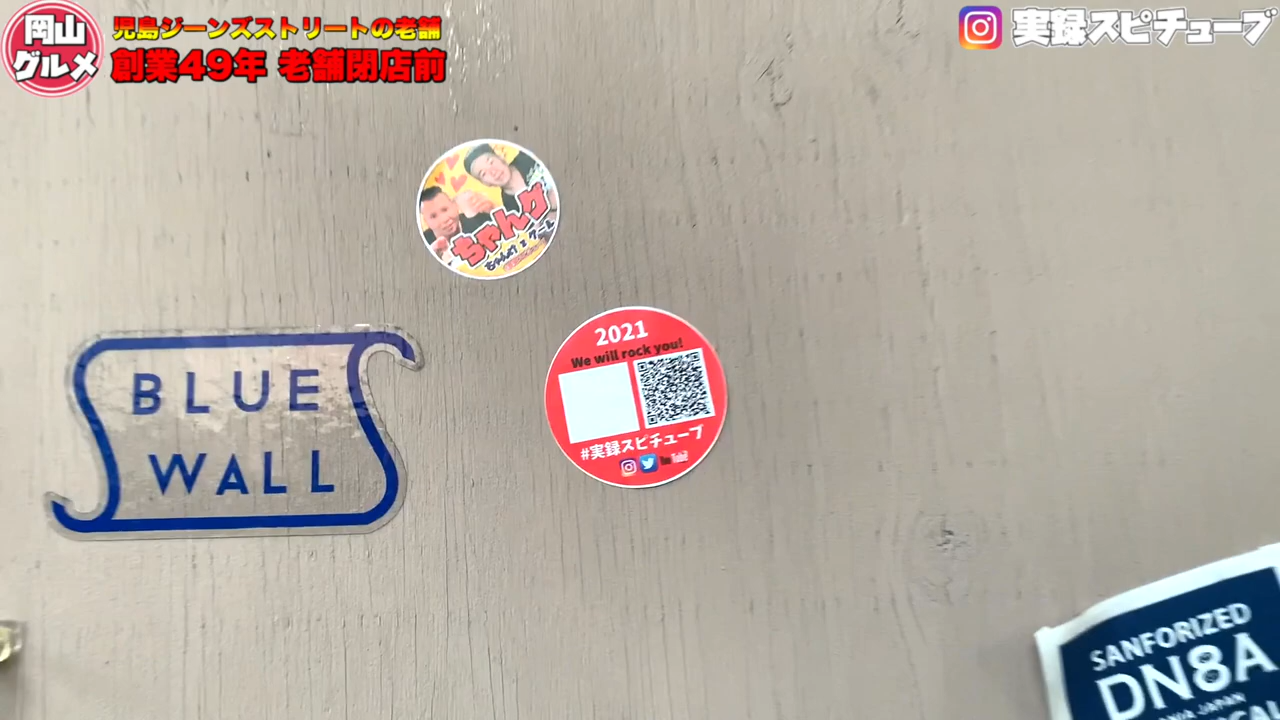 岡山
グルメ
児島ジーンズストリートの老舗
創業49年 老舗閉店前
実録スピチューブ
ちゃんけ
BLUE
WALL
2021
We will rock you!
#実録スピチューブ
YouTube
SANFORIZED
DN8A
JAPAN